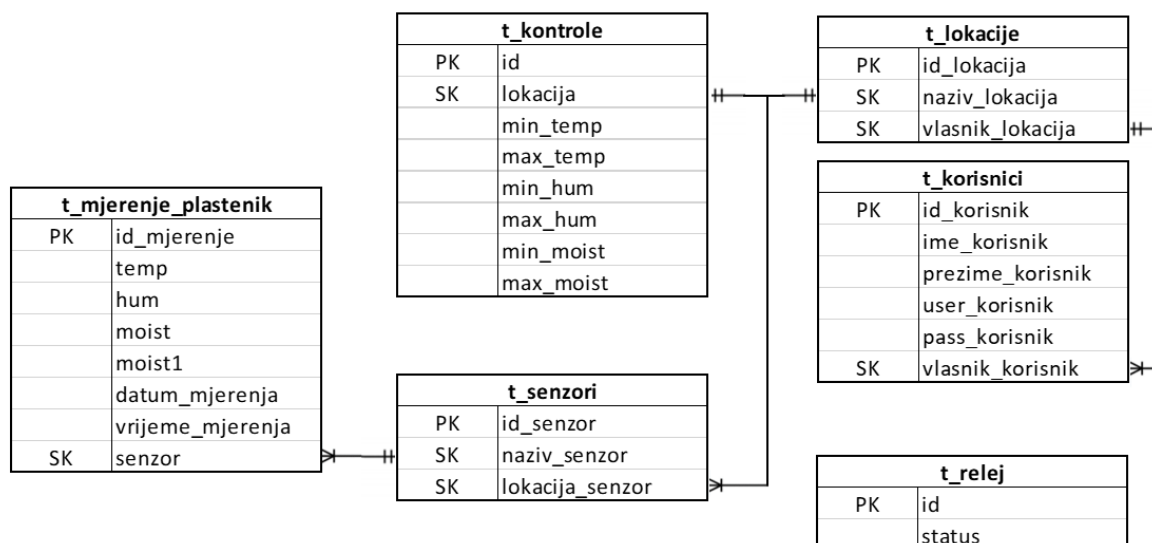 t_kontrole
PK id
SK lokacija
min_temp
max_temp
min_hum
max_hum
min_moist
max_moist
t_lokacije
PK id_lokacija
SK naziv_lokacija
SK vlasnik_lokacija
t_korisnici
PK id_korisnik
ime_korisnik
prezime_korisnik
user_korisnik
pass_korisnik
SK vlasnik_korisnik
t_mjerenje_plastenik
PK id_mjerenje
temp
hum
moist
moist1
datum_mjerenja
vrijeme_mjerenja
SK senzor
t_senzori
PK id_senzor
SK naziv_senzor
SK lokacija_senzor
t_relej
PK id
status